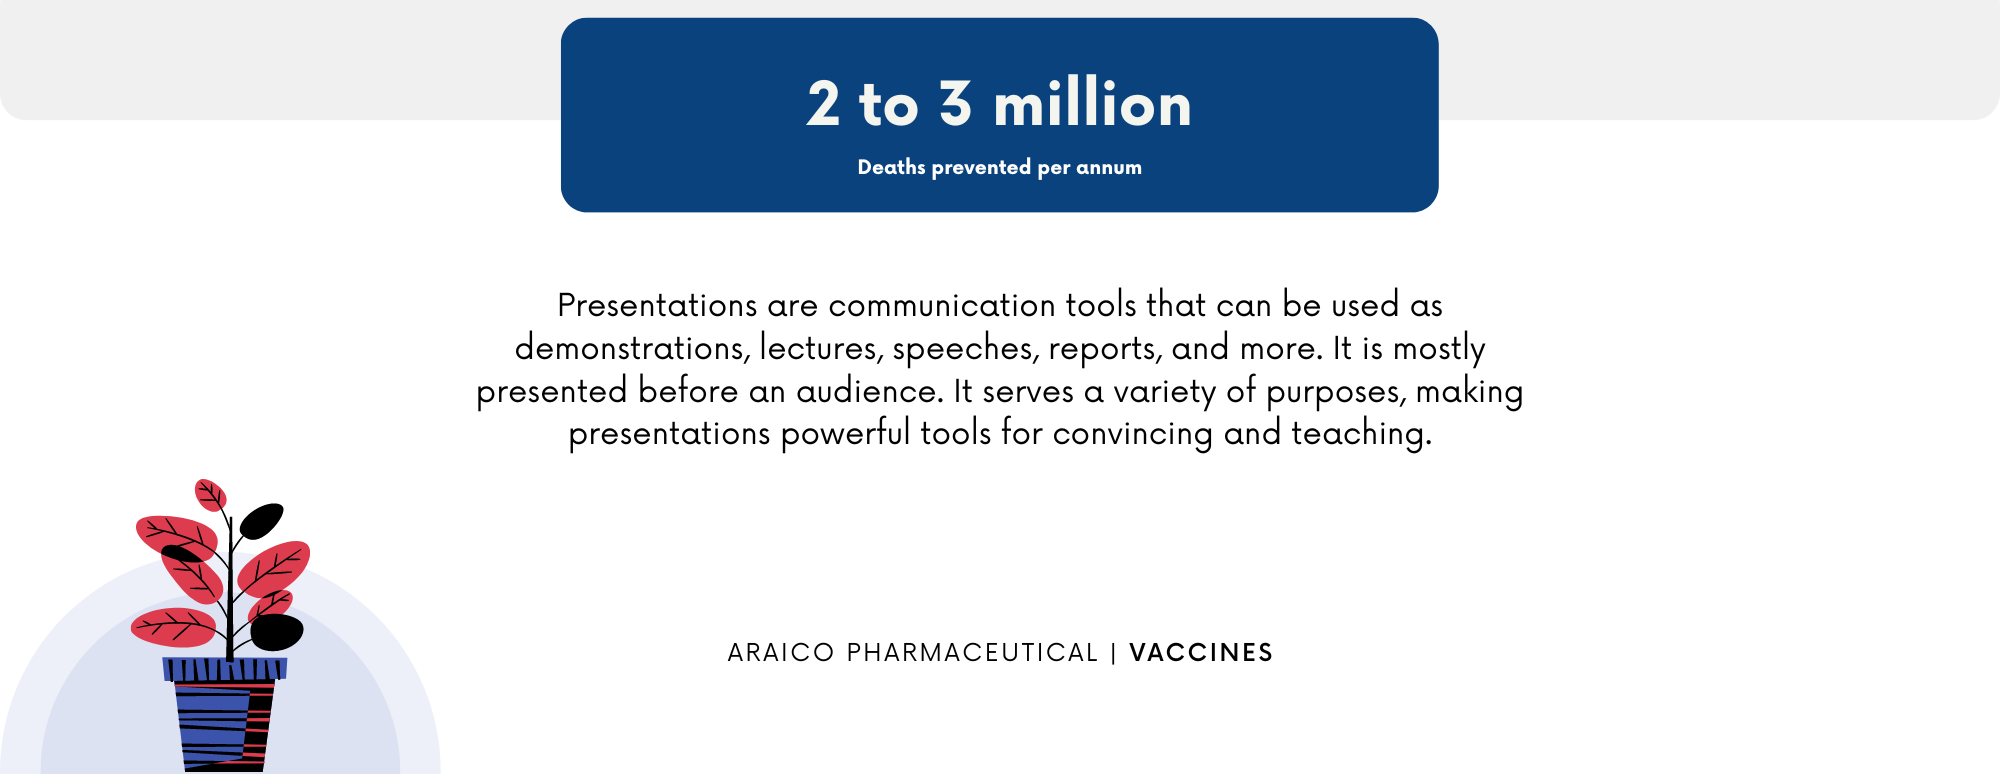 2 to 3 million
Deaths prevented per annum
Presentations are communication tools that can be used as
demonstrations, lectures, speeches, reports, and more. It is mostly
presented before an audience. It serves a variety of purposes, making
presentations powerful tools for convincing and teaching.
ARAICO PHARMACEUTICAL | VACCINES